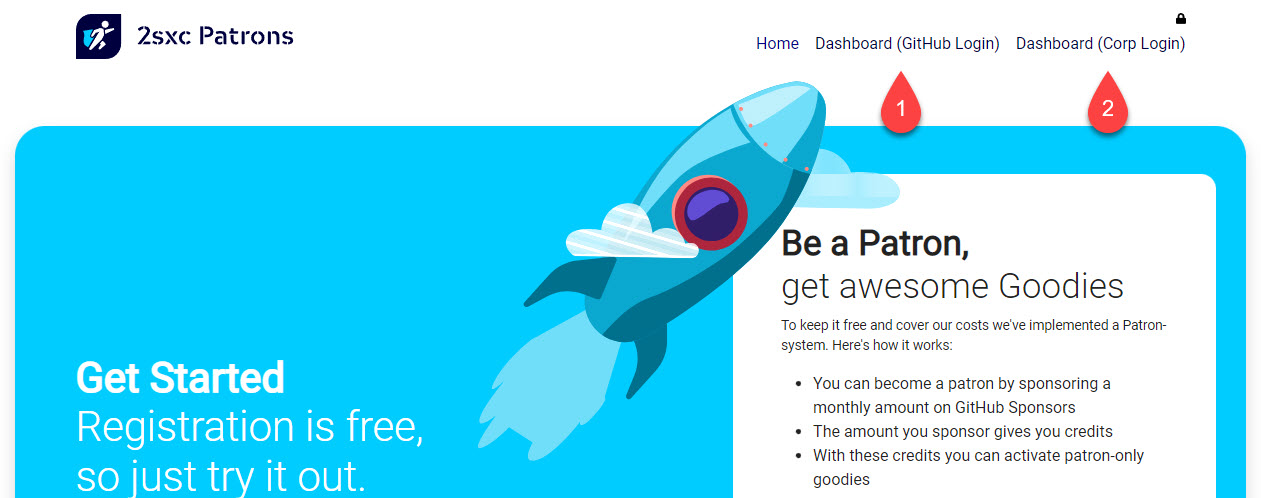 2sxc Patrons
Home Dashboard (GitHub Login) Dashboard (Corp Login)
1 2
Be a Patron,
get awesome Goodies
To keep it free and cover our costs we've implemented a Patron-
system. Here's how it works:
• You can become a patron by sponsoring a
monthly amount on GitHub Sponsors
• The amount you sponsor gives you credits
• With these credits you can activate patron-only
goodies
Get Started
Registration is free,
so just try it out.